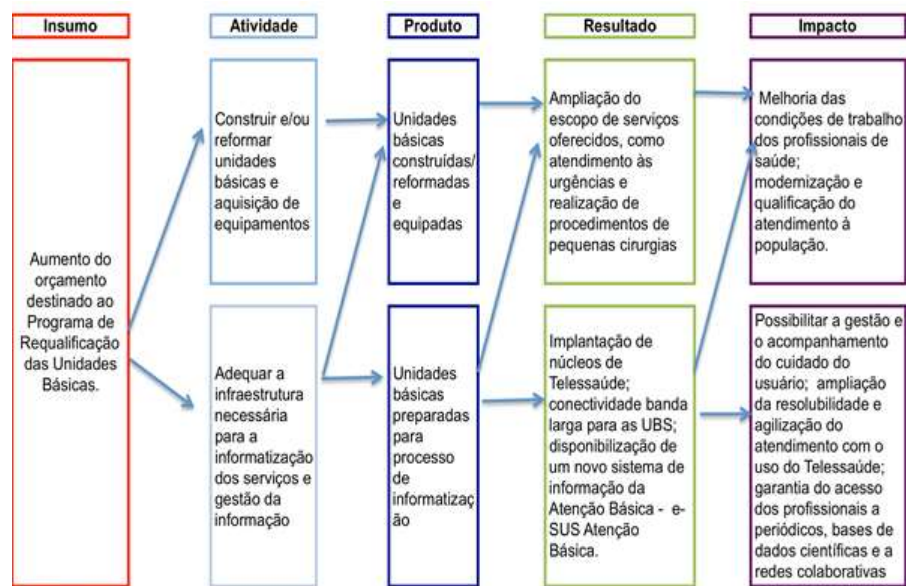 Insumo
Atividade
Produto
Resultado
Impacto
Aumento do
orçamento
destinado ao
Programa de
Requalificação
das Unidades
Básicas.
Construir e/ou
reformar
unidades
básicas e
aquisição de
equipamentos
Unidades
básicas
construídas/
reformadas
e
equipadas
Ampliação do
escopo de serviços
oferecidos, como
atendimento às
urgências e
realização de
procedimentos de
pequenas cirurgias
Melhoria das
condições de trabalho
dos profissionais de
saúde;
modernização e
qualificação do
atendimento á
população.
Adequar a
infraestrutura
necessária
para a
informatização
dos serviços e
gestão da
informação
Unidades
básicas
preparadas
para
processo
de
informatizaç
ão
Implantação de
núcleos de
Telessaúde;
conectividade banda
larga para as UBS;
disponibilização de
um novo sistema de
informação da
Atenção Básica - e-
SUS Atenção
Básica.
Possibilitar a gestão e
o acompanhamento
do cuidado do
usuário; ampliação
da resolubilidade e
agilização do
atendimento com o
uso do Telessaúde;
garantia do acesso
dos profissionais a
periódicos, bases de
dados científicas e a
redes colaborativas